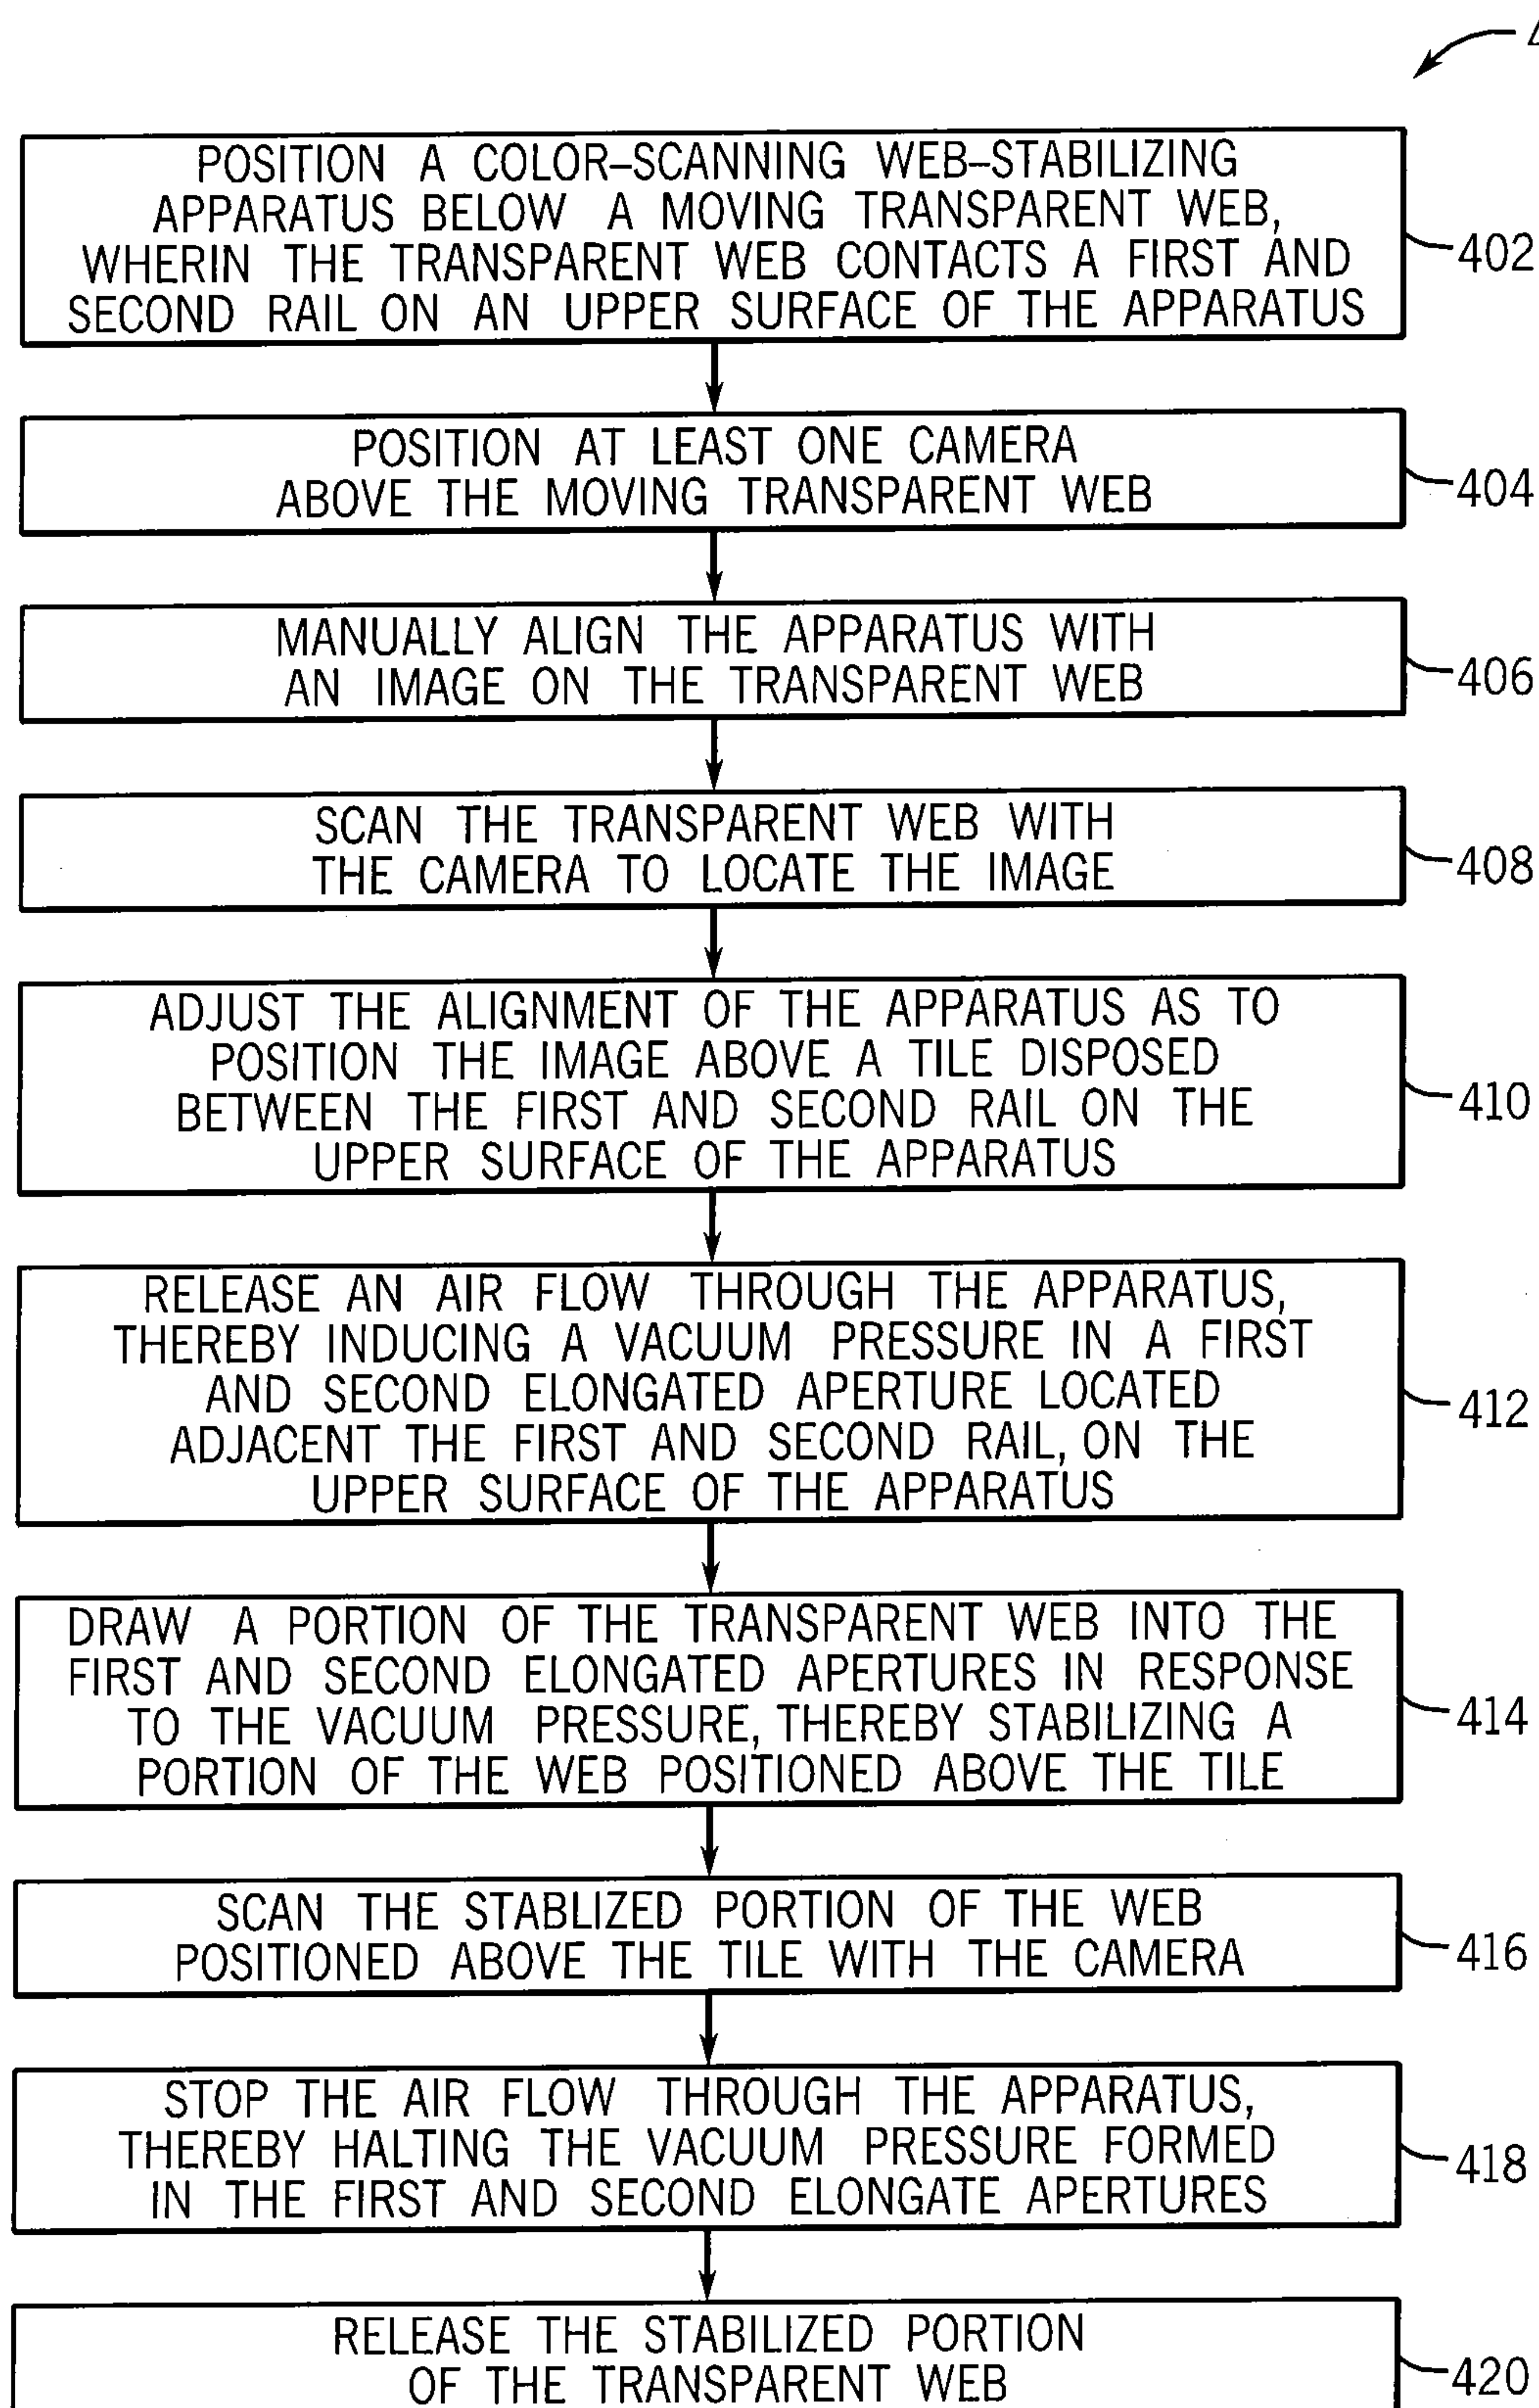 POSITION A COLOR–SCANNING WEB–STABILIZING
APPARATUS BELOW A MOVING TRANSPARENT WEB,
WHERIN THE TRANSPARENT WEB CONTACTS A FIRST AND
SECOND RAIL ON AN UPPER SURFACE OF THE APPARATUS
402
POSITION AT LEAST ONE CAMERA
ABOVE THE MOVING TRANSPARENT WEB
404
MANUALLY ALIGN THE APPARATUS WITH
AN IMAGE ON THE TRANSPARENT WEB
406
SCAN THE TRANSPARENT WEB WITH
THE CAMERA TO LOCATE THE IMAGE
408
ADJUST THE ALIGNMENT OF THE APPARATUS AS TO
POSITION THE IMAGE ABOVE A TILE DISPOSED
BETWEEN THE FIRST AND SECOND RAIL ON THE
UPPER SURFACE OF THE APPARATUS
410
RELEASE AN AIR FLOW THROUGH THE APPARATUS,
THEREBY INDUCING A VACUUM PRESSURE IN A FIRST
AND SECOND ELONGATED APERTURE LOCATED
ADJACENT THE FIRST AND SECOND RAIL, ON THE
UPPER SURFACE OF THE APPARATUS
412
DRAW A PORTION OF THE TRANSPARENT WEB INTO THE
FIRST AND SECOND ELONGATED APERTURES IN RESPONSE
TO THE VACUUM PRESSURE, THEREBY STABILIZING A
PORTION OF THE WEB POSITIONED ABOVE THE TILE
414
SCAN THE STABLIZED PORTION OF THE WEB
POSITIONED ABOVE THE TILE WITH THE CAMERA
416
STOP THE AIR FLOW THROUGH THE APPARATUS,
THEREBY HALTING THE VACUUM PRESSURE FORMED
IN THE FIRST AND SECOND ELONGATE APERTURES
418
RELEASE THE STABILIZED PORTION
OF THE TRANSPARENT WEB
420